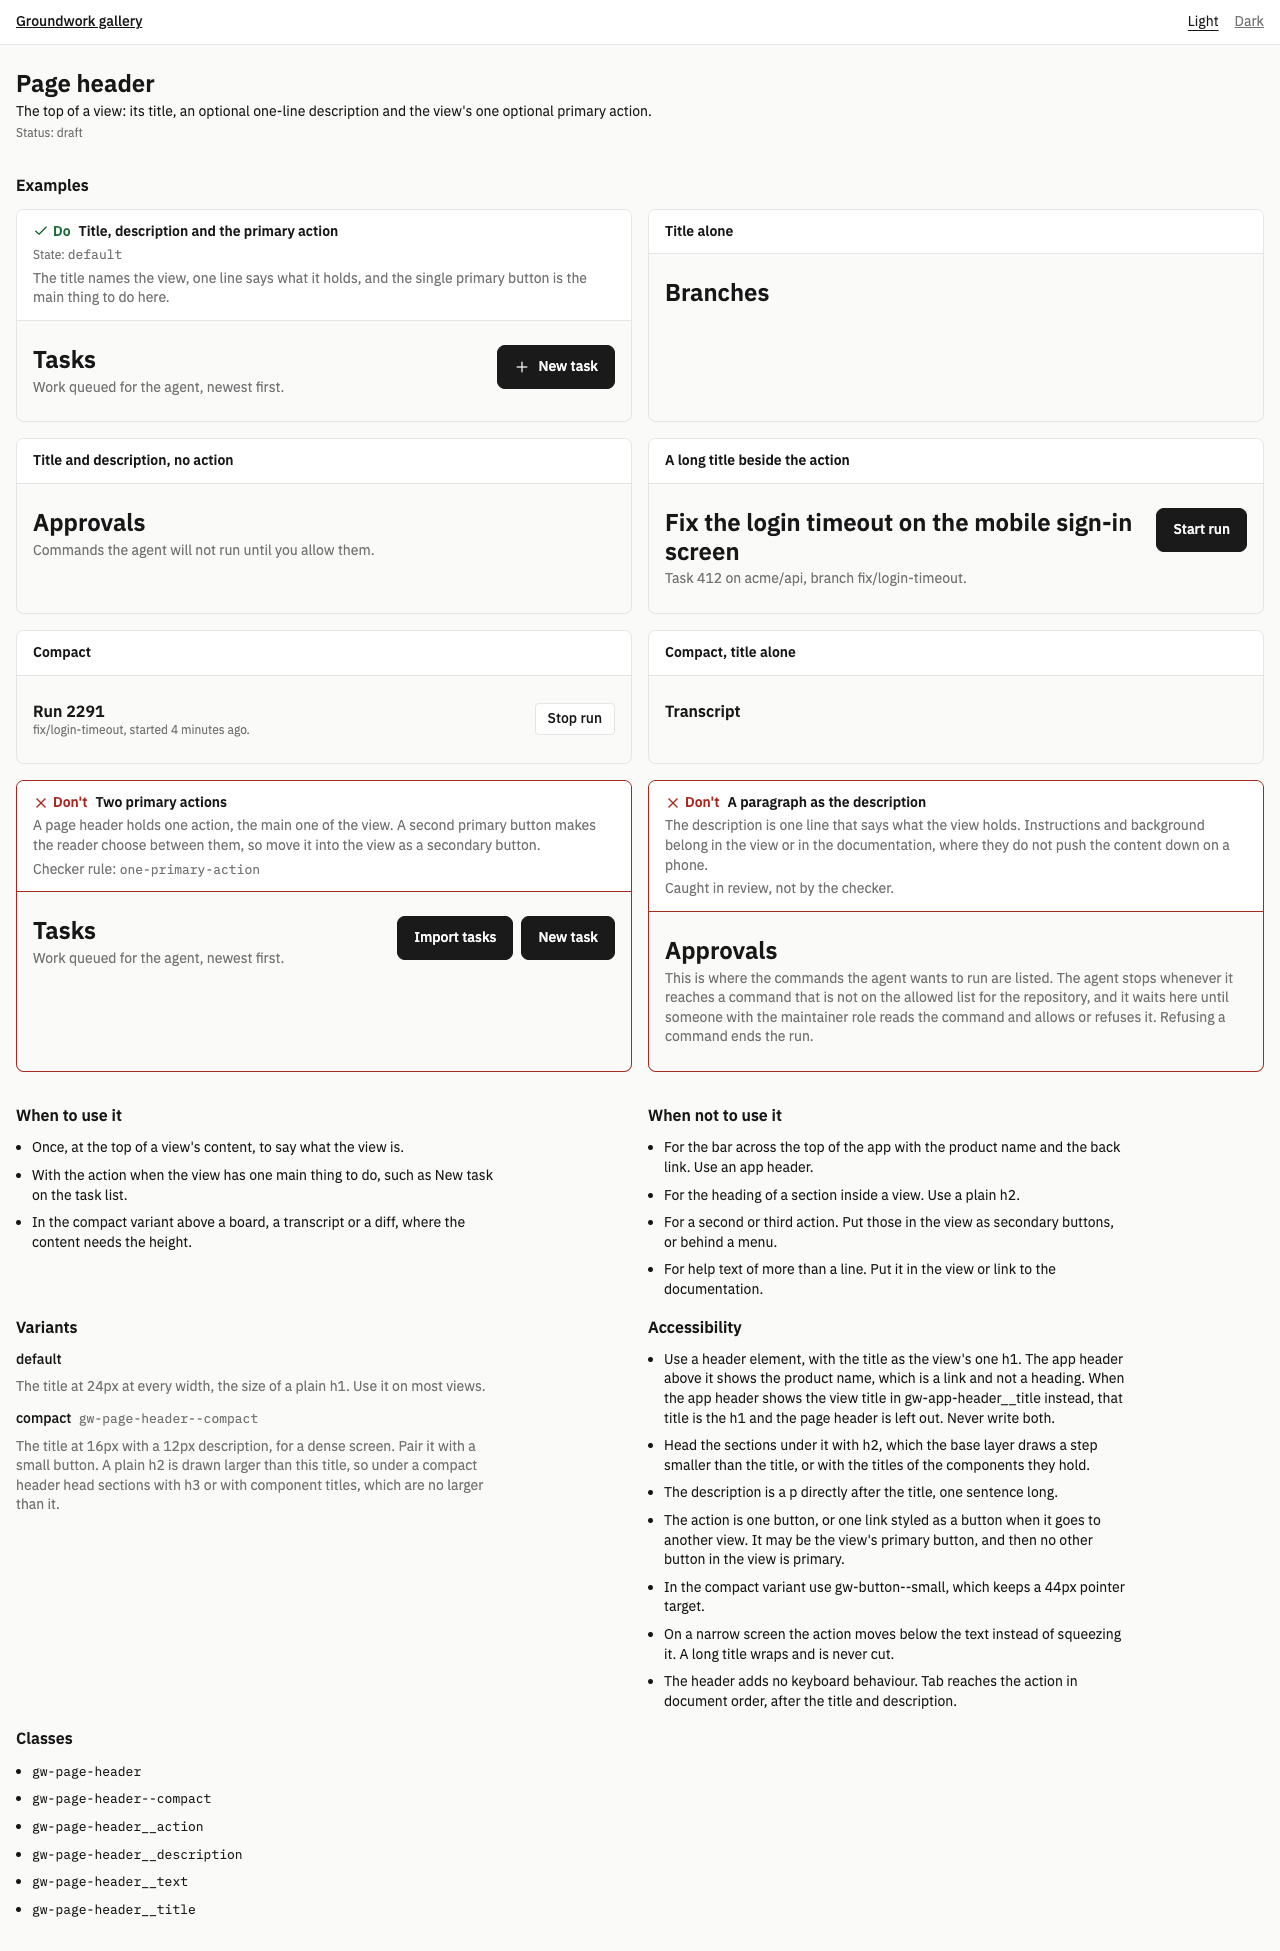 Groundwork gallery
Light Dark
Page header
The top of a view: its title, an optional one-line description and the view's one optional primary action.
Status: draft
Examples
Do Title, description and the primary action
State: default
The title names the view, one line says what it holds, and the single primary button is the
main thing to do here.
Tasks
Work queued for the agent, newest first.
New task
Title alone
Branches
Title and description, no action
Approvals
Commands the agent will not run until you allow them.
A long title beside the action
Fix the login timeout on the mobile sign-in
screen
Task 412 on acme/api, branch fix/login-timeout.
Start run
Compact
Run 2291
fix/login-timeout, started 4 minutes ago.
Stop run
Compact, title alone
Transcript
Don't Two primary actions
A page header holds one action, the main one of the view. A second primary button makes
the reader choose between them, so move it into the view as a secondary button.
Checker rule: one-primary-action
Tasks
Work queued for the agent, newest first.
Import tasks
New task
Don't A paragraph as the description
The description is one line that says what the view holds. Instructions and background
belong in the view or in the documentation, where they do not push the content down on a
phone.
Caught in review, not by the checker.
Approvals
This is where the commands the agent wants to run are listed. The agent stops whenever it
reaches a command that is not on the allowed list for the repository, and it waits here until
someone with the maintainer role reads the command and allows or refuses it. Refusing a
command ends the run.
When to use it
Once, at the top of a view's content, to say what the view is.
With the action when the view has one main thing to do, such as New task
on the task list.
In the compact variant above a board, a transcript or a diff, where the
content needs the height.
When not to use it
For the bar across the top of the app with the product name and the back
link. Use an app header.
For the heading of a section inside a view. Use a plain h2.
For a second or third action. Put those in the view as secondary buttons,
or behind a menu.
For help text of more than a line. Put it in the view or link to the
documentation.
Variants
default
The title at 24px at every width, the size of a plain h1. Use it on most views.
compact gw-page-header--compact
The title at 16px with a 12px description, for a dense screen. Pair it with a
small button. A plain h2 is drawn larger than this title, so under a compact
header head sections with h3 or with component titles, which are no larger
than it.
Accessibility
Use a header element, with the title as the view's one h1. The app header
above it shows the product name, which is a link and not a heading. When
the app header shows the view title in gw-app-header__title instead, that
title is the h1 and the page header is left out. Never write both.
Head the sections under it with h2, which the base layer draws a step
smaller than the title, or with the titles of the components they hold.
The description is a p directly after the title, one sentence long.
The action is one button, or one link styled as a button when it goes to
another view. It may be the view's primary button, and then no other
button in the view is primary.
In the compact variant use gw-button--small, which keeps a 44px pointer
target.
On a narrow screen the action moves below the text instead of squeezing
it. A long title wraps and is never cut.
The header adds no keyboard behaviour. Tab reaches the action in
document order, after the title and description.
Classes
gw-page-header
gw-page-header--compact
gw-page-header__action
gw-page-header__description
gw-page-header__text
gw-page-header__title